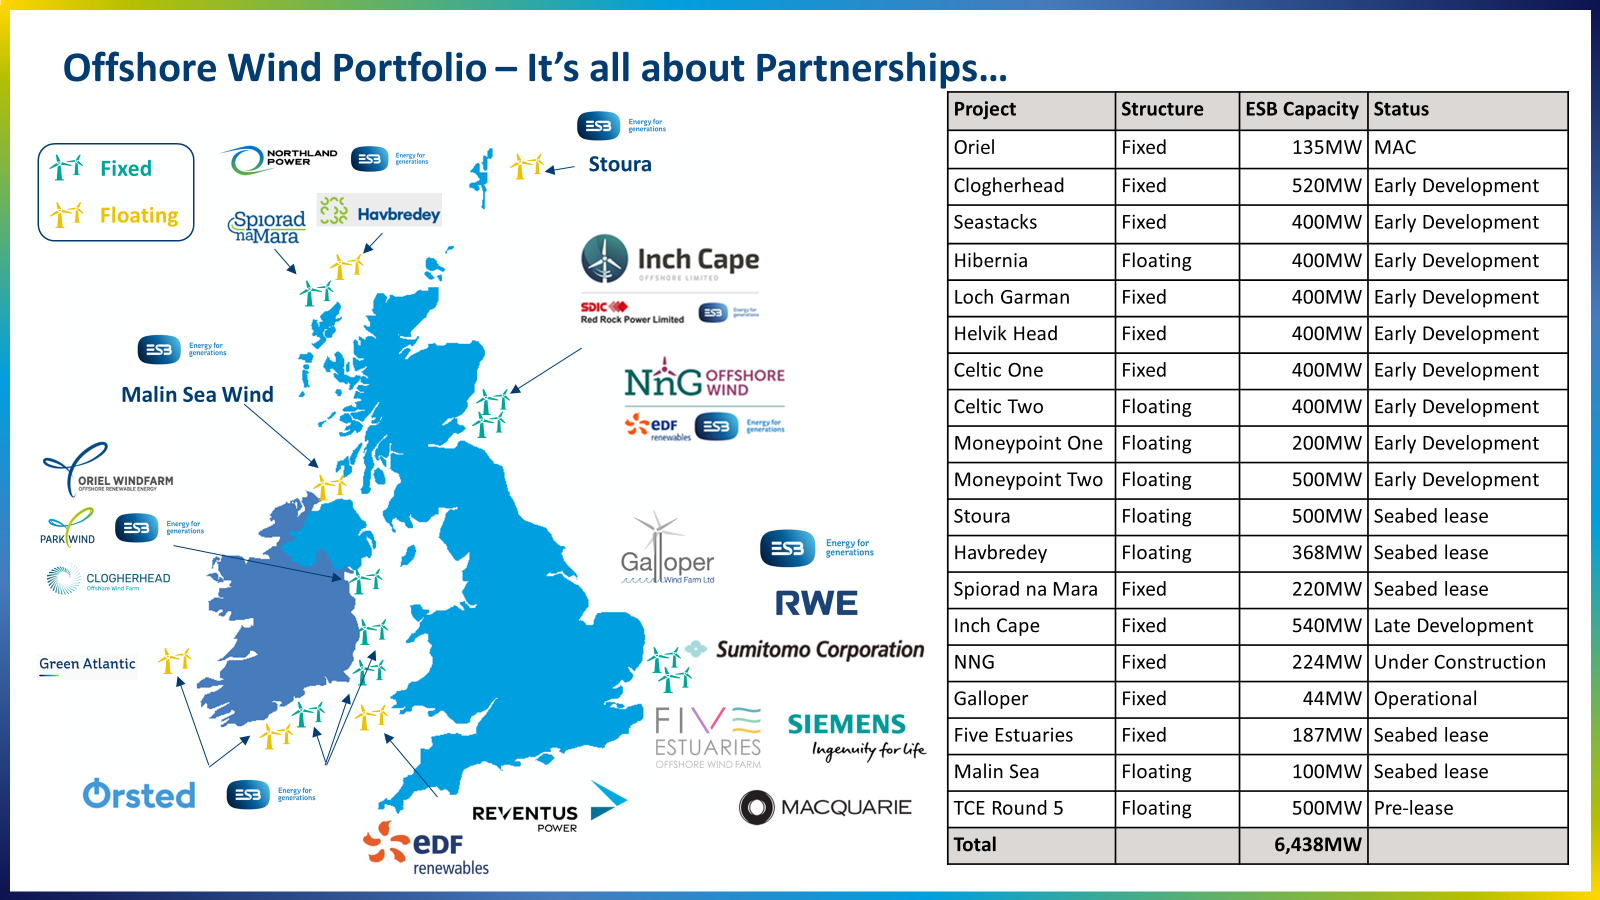 Offshore Wind Portfolio – It's all about Partnerships...
Fixed
Floating
NORTHLAND
POWER
ESB
Energy for
generations
Spiorad
naMara
Havbredey
ESB
Energy for
generations
Stoura
Inch Cape
OFFSHORE LIMITED
SDIC
Red Rock Power Limited
ESB
Energy for
generations
NnG OFFSHORE
WIND
eDF
renewables
ESB
Energy for
generations
ESB
Energy for
generations
Malin Sea Wind
ORIEL WINDFARM
OFFSHORE RENEWABLE ENERGY
PARKWIND
ESB
Energy for
generations
CLOGHERHEAD
Offshore Wind Farm
Green Atlantic
Galloper
Wind Farm Ltd
ESB
Energy for
generations
RWE
Sumitomo Corporation
FIVE
ESTUARIES
OFFSHORE WIND FARM
SIEMENS
Ingenuity for life
MACQUARIE
Ørsted
ESB
Energy for
generations
REVENTUS
POWER
eDF
renewables
Project Structure ESB Capacity Status
Oriel Fixed 135MW MAC
Clogherhead Fixed 520MW Early Development
Seastacks Fixed 400MW Early Development
Hibernia Floating 400MW Early Development
Loch Garman Fixed 400MW Early Development
Helvik Head Fixed 400MW Early Development
Celtic One Fixed 400MW Early Development
Celtic Two Floating 400MW Early Development
Moneypoint One Floating 200MW Early Development
Moneypoint Two Floating 500MW Early Development
Stoura Floating 500MW Seabed lease
Havbredey Floating 368MW Seabed lease
Spiorad na Mara Fixed 220MW Seabed lease
Inch Cape Fixed 540MW Late Development
NNG Fixed 224MW Under Construction
Galloper Fixed 44MW Operational
Five Estuaries Fixed 187MW Seabed lease
Malin Sea Floating 100MW Seabed lease
TCE Round 5 Floating 500MW Pre-lease
Total 6,438MW